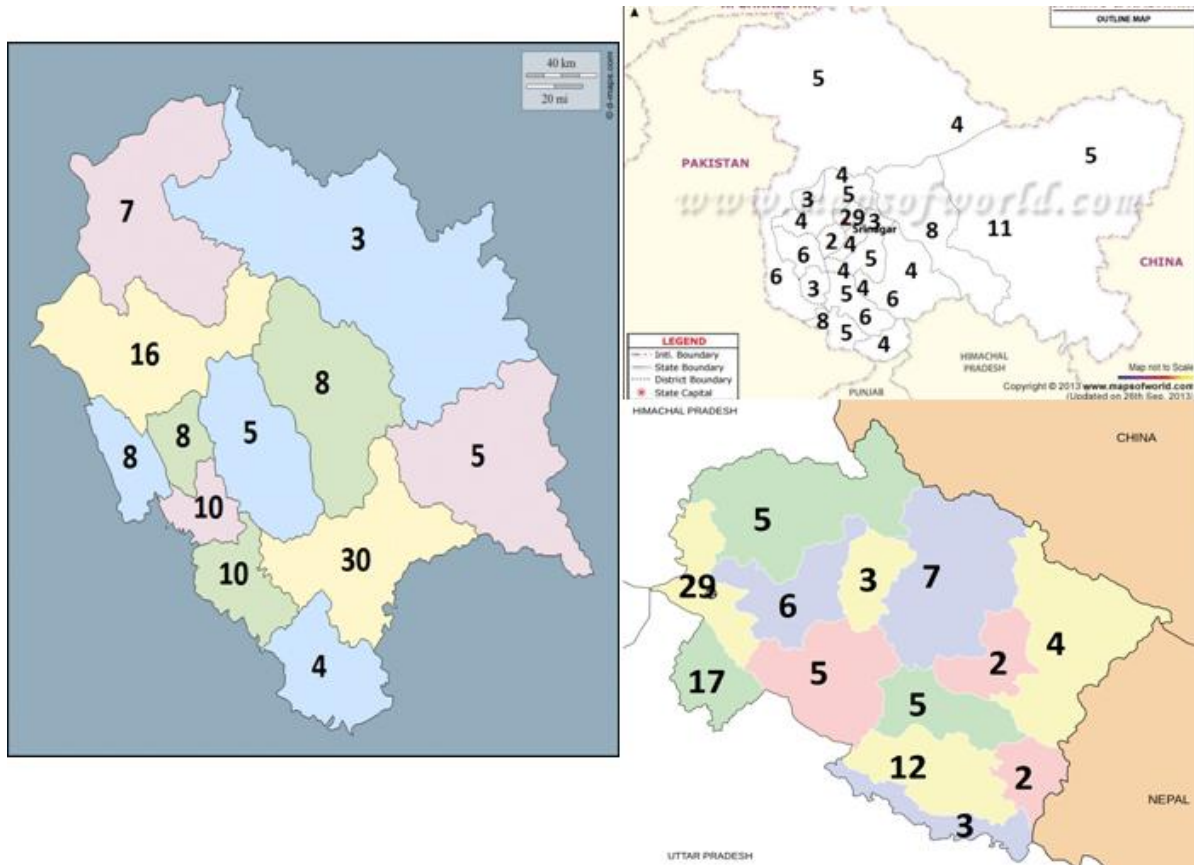 40 km
20 mi
© d-maps.com
7
3
16
8
8
8
5
5
10
10
30
4
OUTLINE MAP
5
4
5
PAKISTAN
4
5
3
www.mapsofworld.com
4
29
3
Srinagar
8
11
2
4
6
5
CHINA
6
4
4
3
5
4
6
8
6
5
4
LEGEND
Intl. Boundary
State Boundary
District Boundary
State Capital
HIMACHAL
PRADESH
PUNJAB
Map not to Scale
Copyright © 2013 www.mapsofworld.com
(Updated on 26th Sep, 2013)
HIMACHAL PRADESH
CHINA
5
29
6
3
7
17
5
2
4
5
12
2
3
NEPAL
UTTAR PRADESH